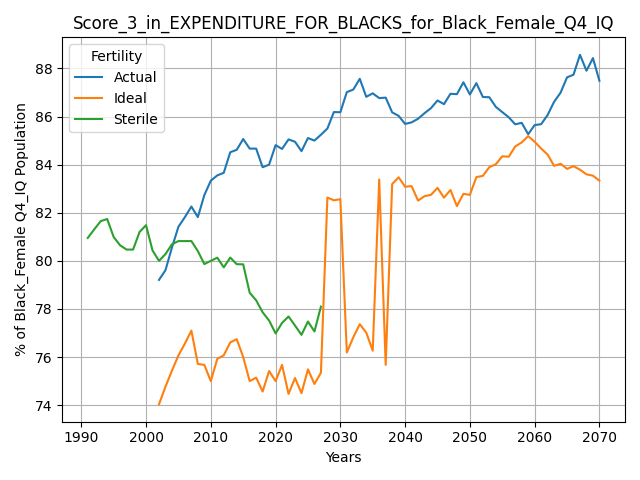 Score_3_in_EXPENDITURE_FOR_BLACKS_for_Black_Female_Q4_IQ
Fertility
Actual
Ideal
Sterile
% of Black_Female Q4_IQ Population
88
86
84
82
80
78
76
74
1990
2000
2010
2020
2030
2040
2050
2060
2070
Years